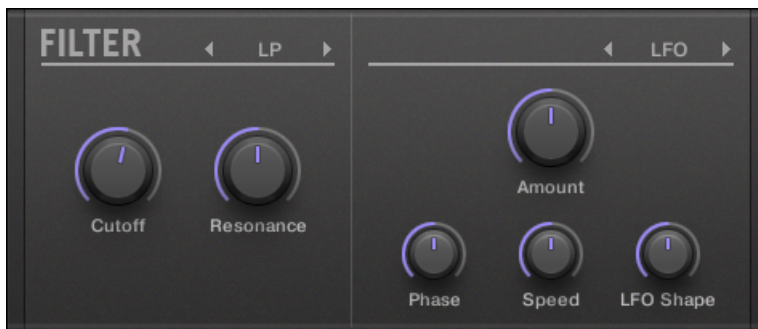 FILTER LP LFO
Amount
Cutoff Resonance
Phase Speed LFO Shape